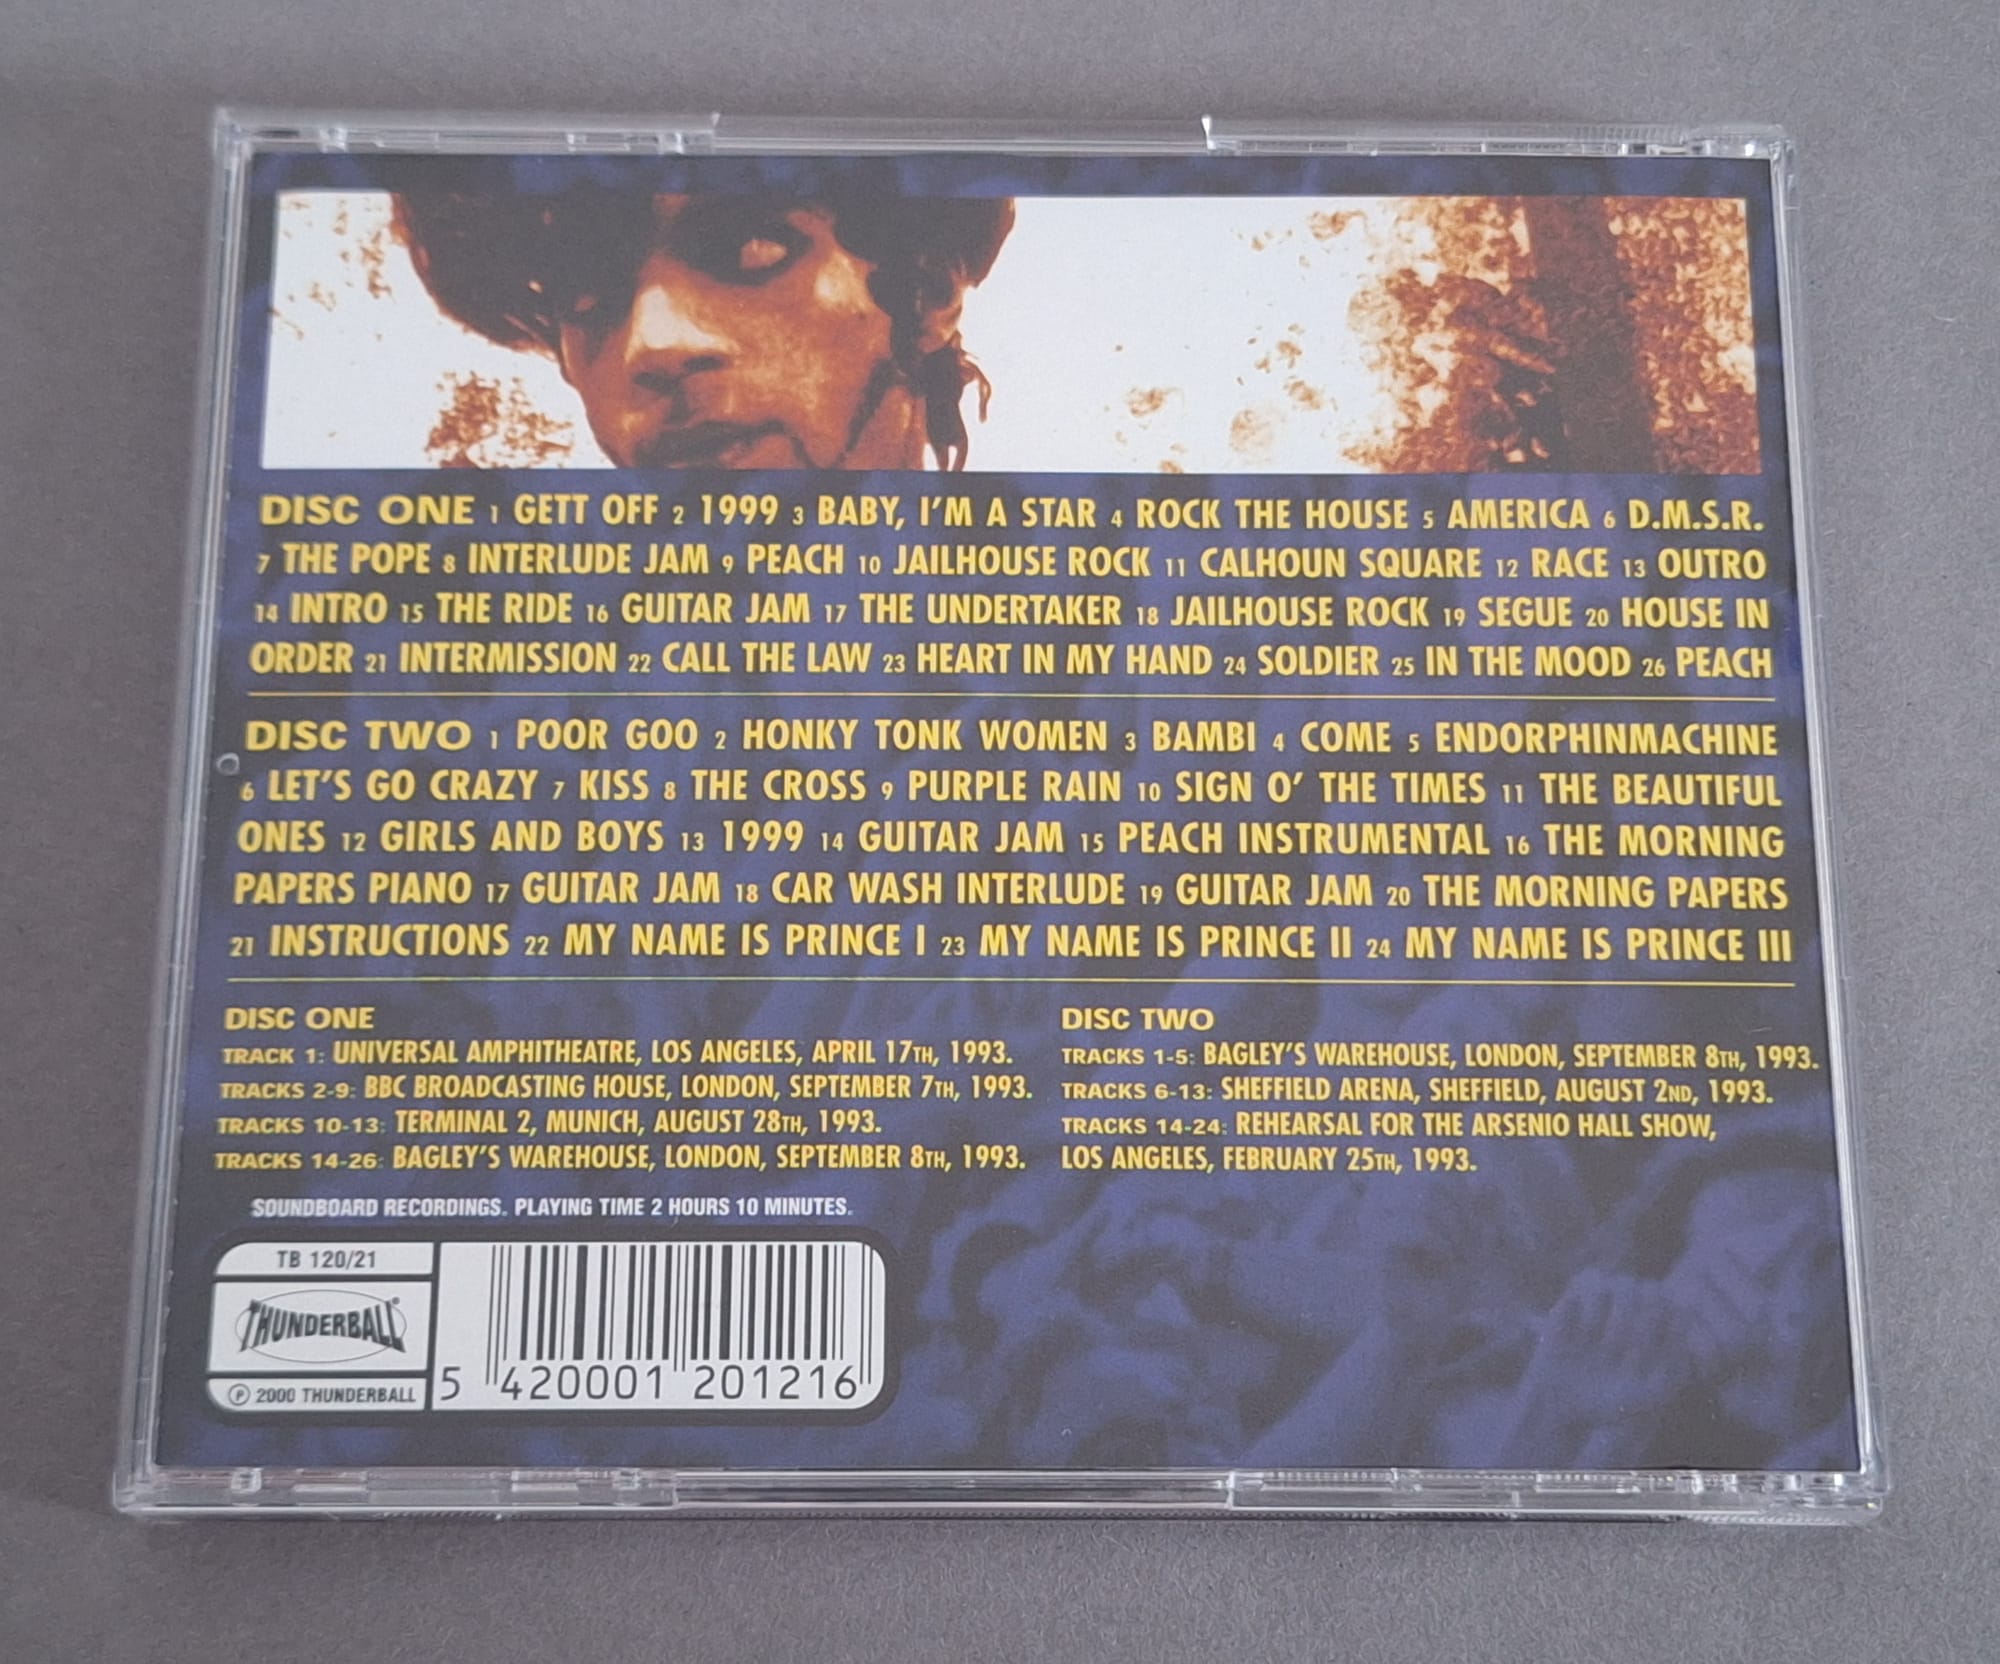 DISC ONE 1 GETT OFF 2 1999 3 BABY, I'M A STAR 4 ROCK THE HOUSE 5 AMERICA 6 D.M.S.R.
7 THE POPE 8 INTERLUDE JAM 9 PEACH 10 JAILHOUSE ROCK 11 CALHOUN SQUARE 12 RACE 13 OUTRO
14 INTRO 15 THE RIDE 16 GUITAR JAM 17 THE UNDERTAKER 18 JAILHOUSE ROCK 19 SEGUE 20 HOUSE IN
ORDER 21 INTERMISSION 22 CALL THE LAW 23 HEART IN MY HAND 24 SOLDIER 25 IN THE MOOD 26 PEACH
DISC TWO 1 POOR GOO 2 HONKY TONK WOMEN 3 BAMBI 4 COME 5 ENDORPHINMACHINE
6 LET'S GO CRAZY 7 KISS 8 THE CROSS 9 PURPLE RAIN 10 SIGN O' THE TIMES 11 THE BEAUTIFUL
ONES 12 GIRLS AND BOYS 13 1999 14 GUITAR JAM 15 PEACH INSTRUMENTAL 16 THE MORNING
PAPERS PIANO 17 GUITAR JAM 18 CAR WASH INTERLUDE 19 GUITAR JAM 20 THE MORNING PAPERS
21 INSTRUCTIONS 22 MY NAME IS PRINCE I 23 MY NAME IS PRINCE II 24 MY NAME IS PRINCE III
DISC ONE
TRACK 1: UNIVERSAL AMPHITHEATRE, LOS ANGELES, APRIL 17TH, 1993.
TRACKS 2-9: BBC BROADCASTING HOUSE, LONDON, SEPTEMBER 7TH, 1993.
TRACKS 10-13: TERMINAL 2, MUNICH, AUGUST 28TH, 1993.
TRACKS 14-26: BAGLEY'S WAREHOUSE, LONDON, SEPTEMBER 8TH, 1993.
DISC TWO
TRACKS 1-5: BAGLEY'S WAREHOUSE, LONDON, SEPTEMBER 8TH, 1993.
TRACKS 6-13: SHEFFIELD ARENA, SHEFFIELD, AUGUST 2ND, 1993.
TRACKS 14-24: REHEARSAL FOR THE ARSENIO HALL SHOW,
LOS ANGELES, FEBRUARY 25TH, 1993.
SOUNDBOARD RECORDINGS. PLAYING TIME 2 HOURS 10 MINUTES.
TB 120/21
THUNDERBALL®
℗ 2000 THUNDERBALL
5 420001 201216